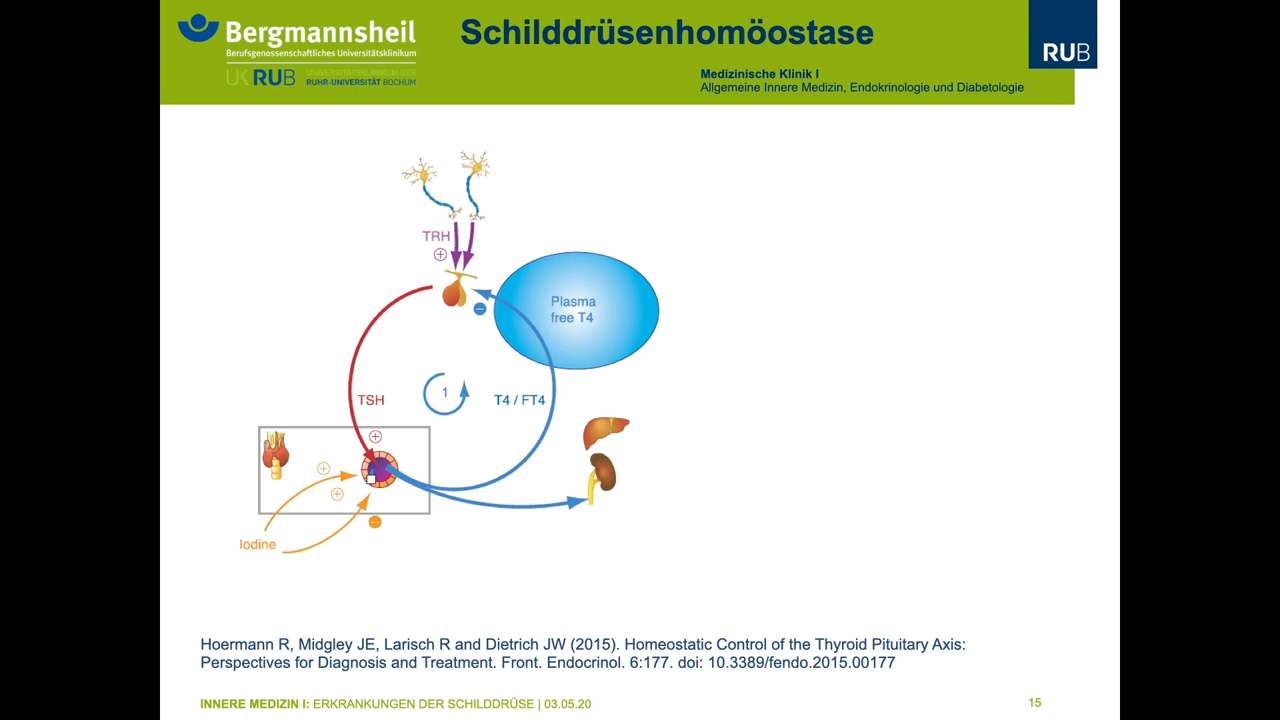 Bergmannsheil
Berufsgenossenschaftliches Universitätsklinikum
UK RUB UNIVERSITÄTSKLINIKUM DER
RUHR-UNIVERSITÄT BOCHUM
Schilddrüsenhomöostase
Medizinische Klinik I
Allgemeine Innere Medizin, Endokrinologie und Diabetologie
RUB
TRH
+
Plasma
free T4
−
1
TSH
T4 / FT4
+
+
+
−
Iodine
Hoermann R, Midgley JE, Larisch R and Dietrich JW (2015). Homeostatic Control of the Thyroid Pituitary Axis:
Perspectives for Diagnosis and Treatment. Front. Endocrinol. 6:177. doi: 10.3389/fendo.2015.00177
INNERE MEDIZIN I: ERKRANKUNGEN DER SCHILDDRÜSE | 03.05.20
15